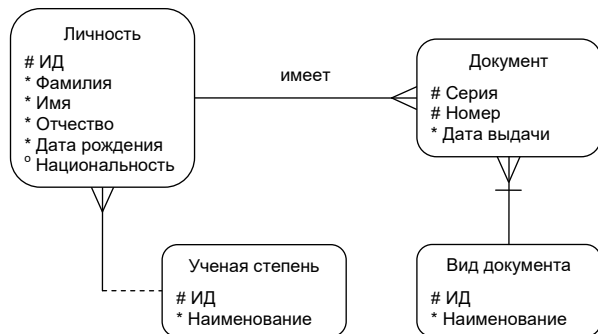 Личность
# ИД
* Фамилия
* Имя
* Отчество
* Дата рождения
º Национальность
имеет
Документ
# Серия
# Номер
* Дата выдачи
Ученая степень
# ИД
* Наименование
Вид документа
# ИД
* Наименование